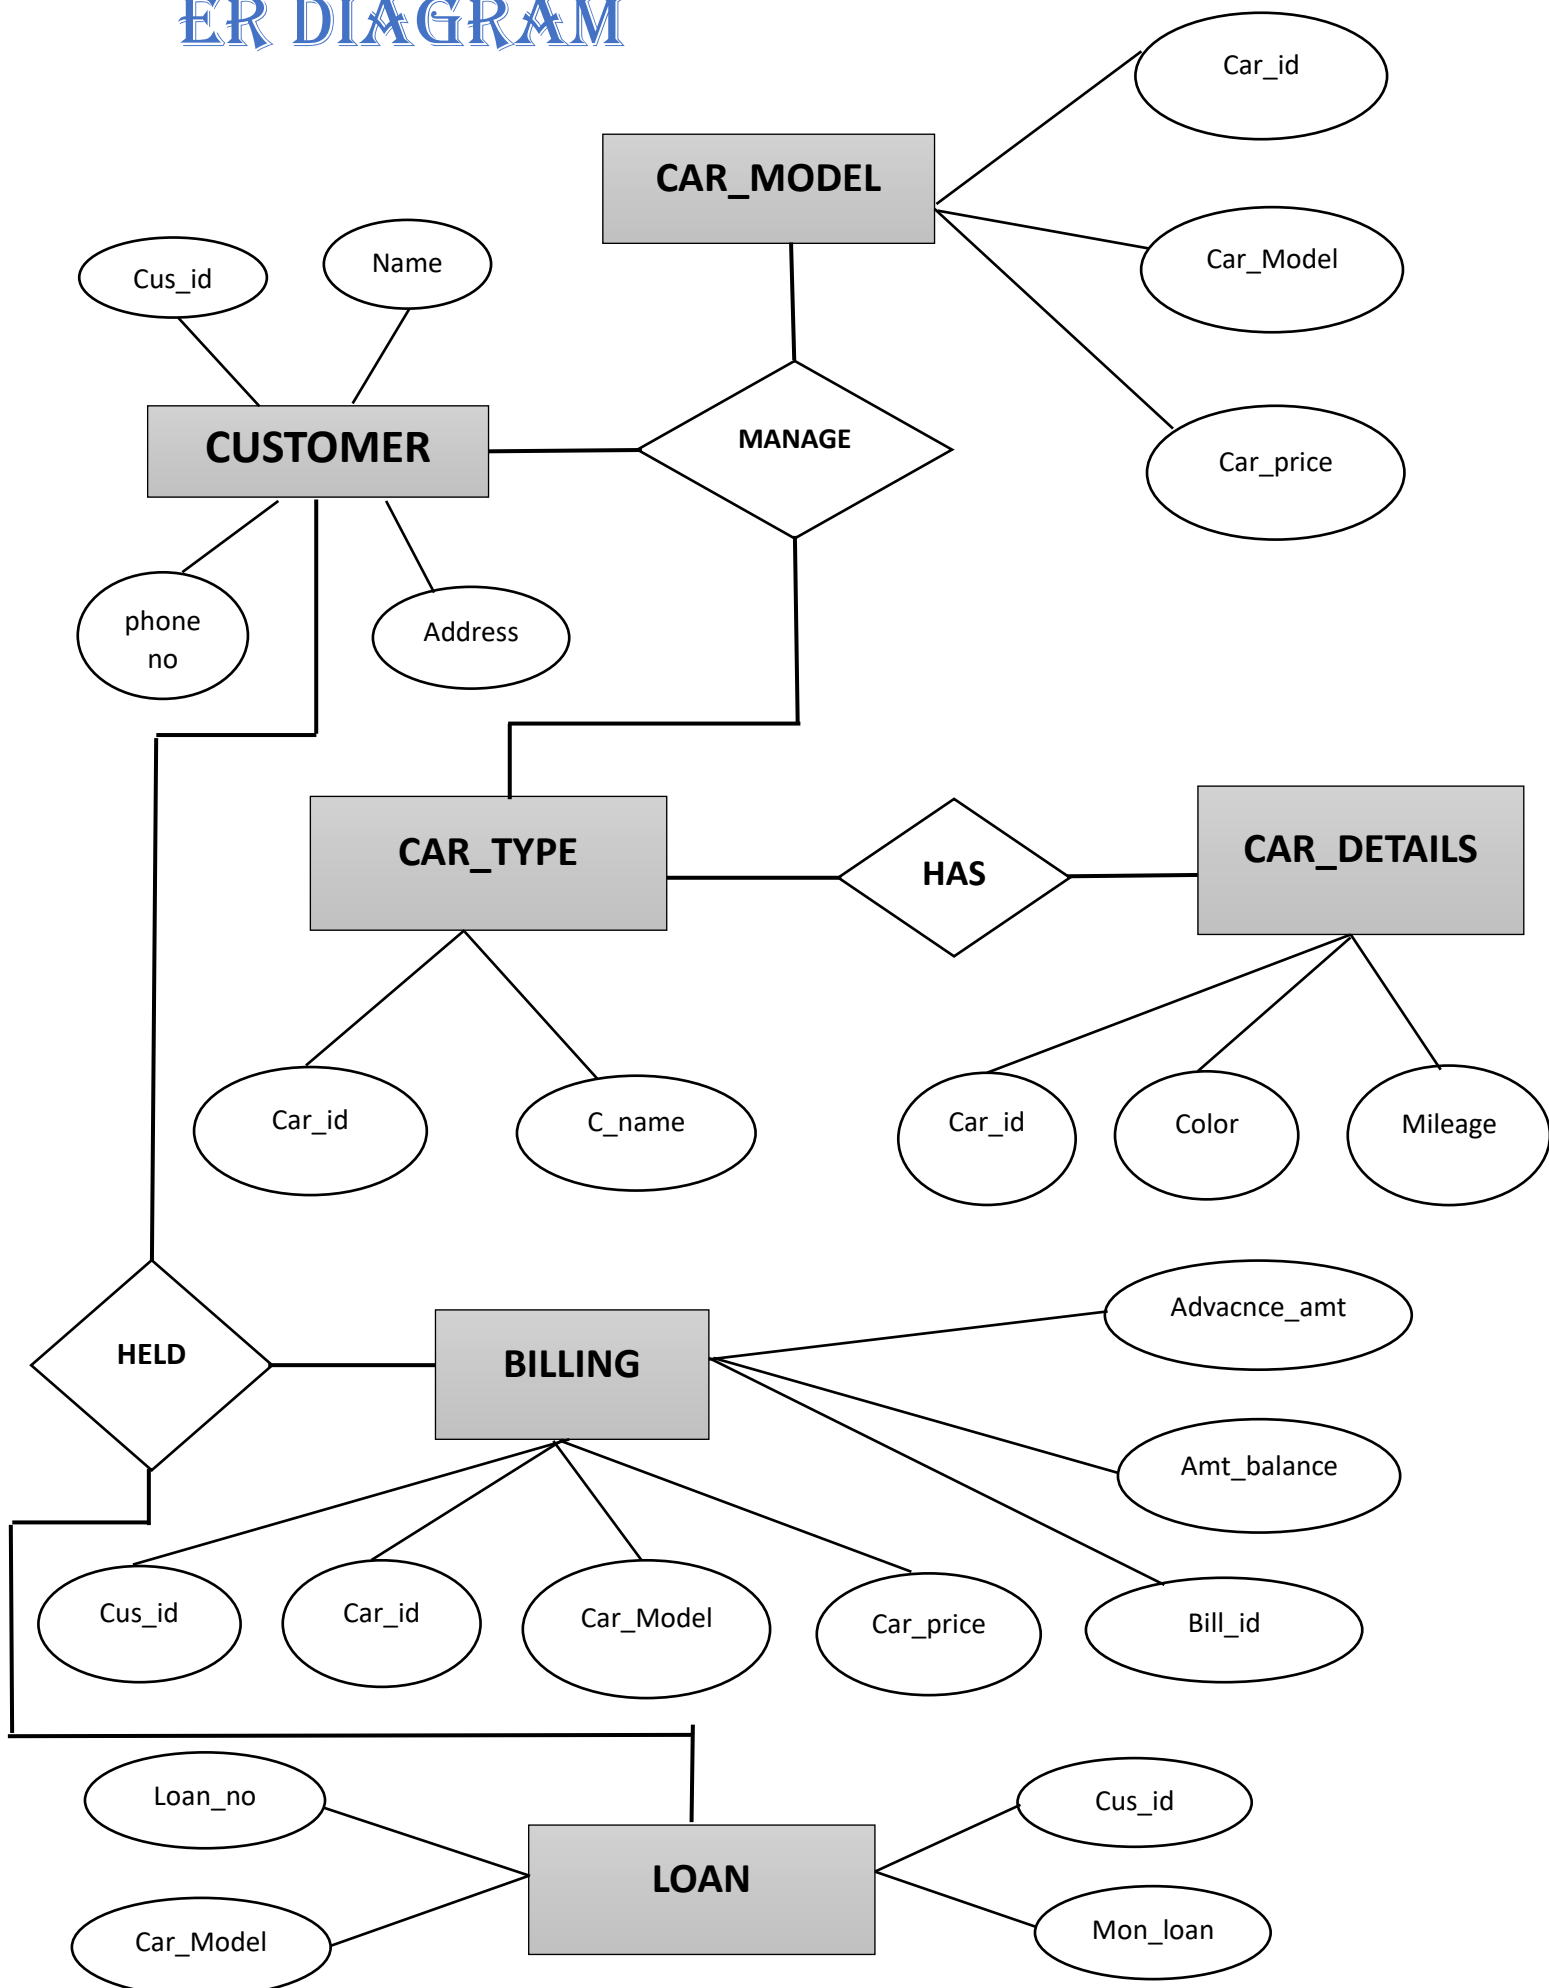 ER DIAGRAM
Car_id
CAR_MODEL
Car_Model
Name
Cus_id
MANAGE
CUSTOMER
Car_price
phone
no
Address
CAR_TYPE
HAS
CAR_DETAILS
Car_id
C_name
Car_id
Color
Mileage
Advacnce_amt
HELD
BILLING
Amt_balance
Cus_id
Car_id
Car_Model
Car_price
Bill_id
Loan_no
Cus_id
LOAN
Car_Model
Mon_loan